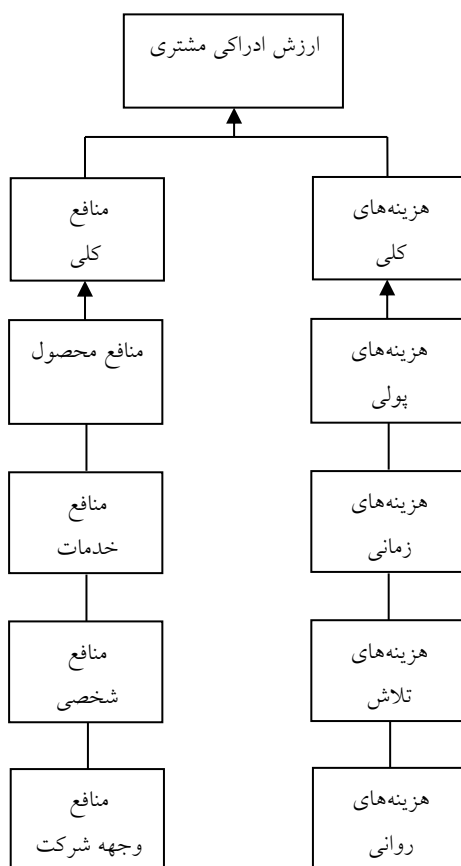 ارزش ادراکی مشتری
هزینه‌های
کلی
منافع
کلی
هزینه‌های
پولی
منافع محصول
هزینه‌های
زمانی
منافع
خدمات
هزینه‌های
تلاش
منافع
شخصی
هزینه‌های
روانی
منافع
وجهه شرکت